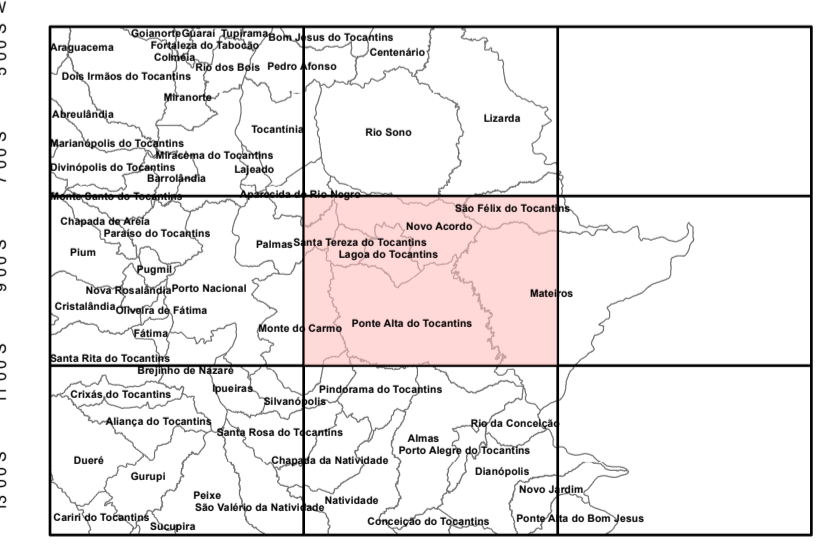 W
Goianorte Guaraí Tupirama Bom Jesus do Tocantins
Araguacema Fortaleza do Tabocão Centenário
Colméia
Rio dos Bois Pedro Afonso
Dois Irmãos do Tocantins
Miranorte
Abreulândia Lizarda
Tocantínia Rio Sono
Marianópolis do Tocantins
Miracema do Tocantins
Divinópolis do Tocantins Lajeado
Barrolândia
Monte Santo do Tocantins Aparecida do Rio Negro
São Félix do Tocantins
Chapada de Areia Novo Acordo
Paraíso do Tocantins
Pium Palmas Santa Tereza do Tocantins
Lagoa do Tocantins
Pugmil
Nova Rosalândia Porto Nacional Mateiros
Cristalândia Oliveira de Fátima
Fátima Monte do Carmo Ponte Alta do Tocantins
Santa Rita do Tocantins
Brejinho de Nazaré
Crixás do Tocantins Ipueiras Pindorama do Tocantins
Silvanópolis
Aliança do Tocantins Rio da Conceição
Santa Rosa do Tocantins Almas
Porto Alegre do Tocantins
Dueré Chapada da Natividade
Gurupi Dianópolis
Peixe Novo Jardim
São Valério da Natividade Natividade
Cariri do Tocantins Conceição do Tocantins Ponte Alta do Bom Jesus
Sucupira